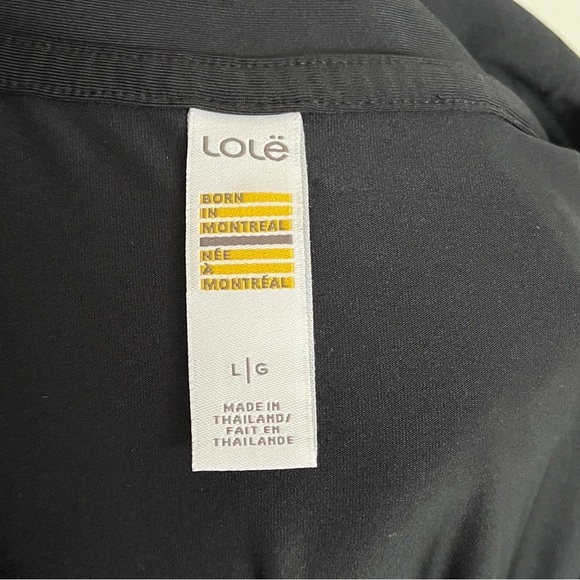 LOLË
BORN
IN
MONTREAL
NÉE
À
MONTRÉAL
L|G
MADE IN
THAILAND/
FAIT EN
THAILANDE